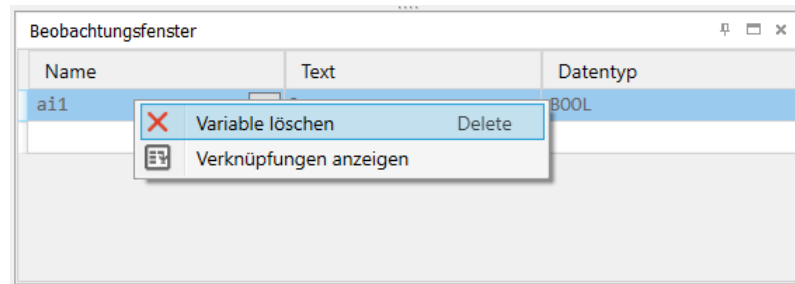 Beobachtungsfenster
Name Text Datentyp
ai1 BOOL
Variable löschen Delete
Verknüpfungen anzeigen